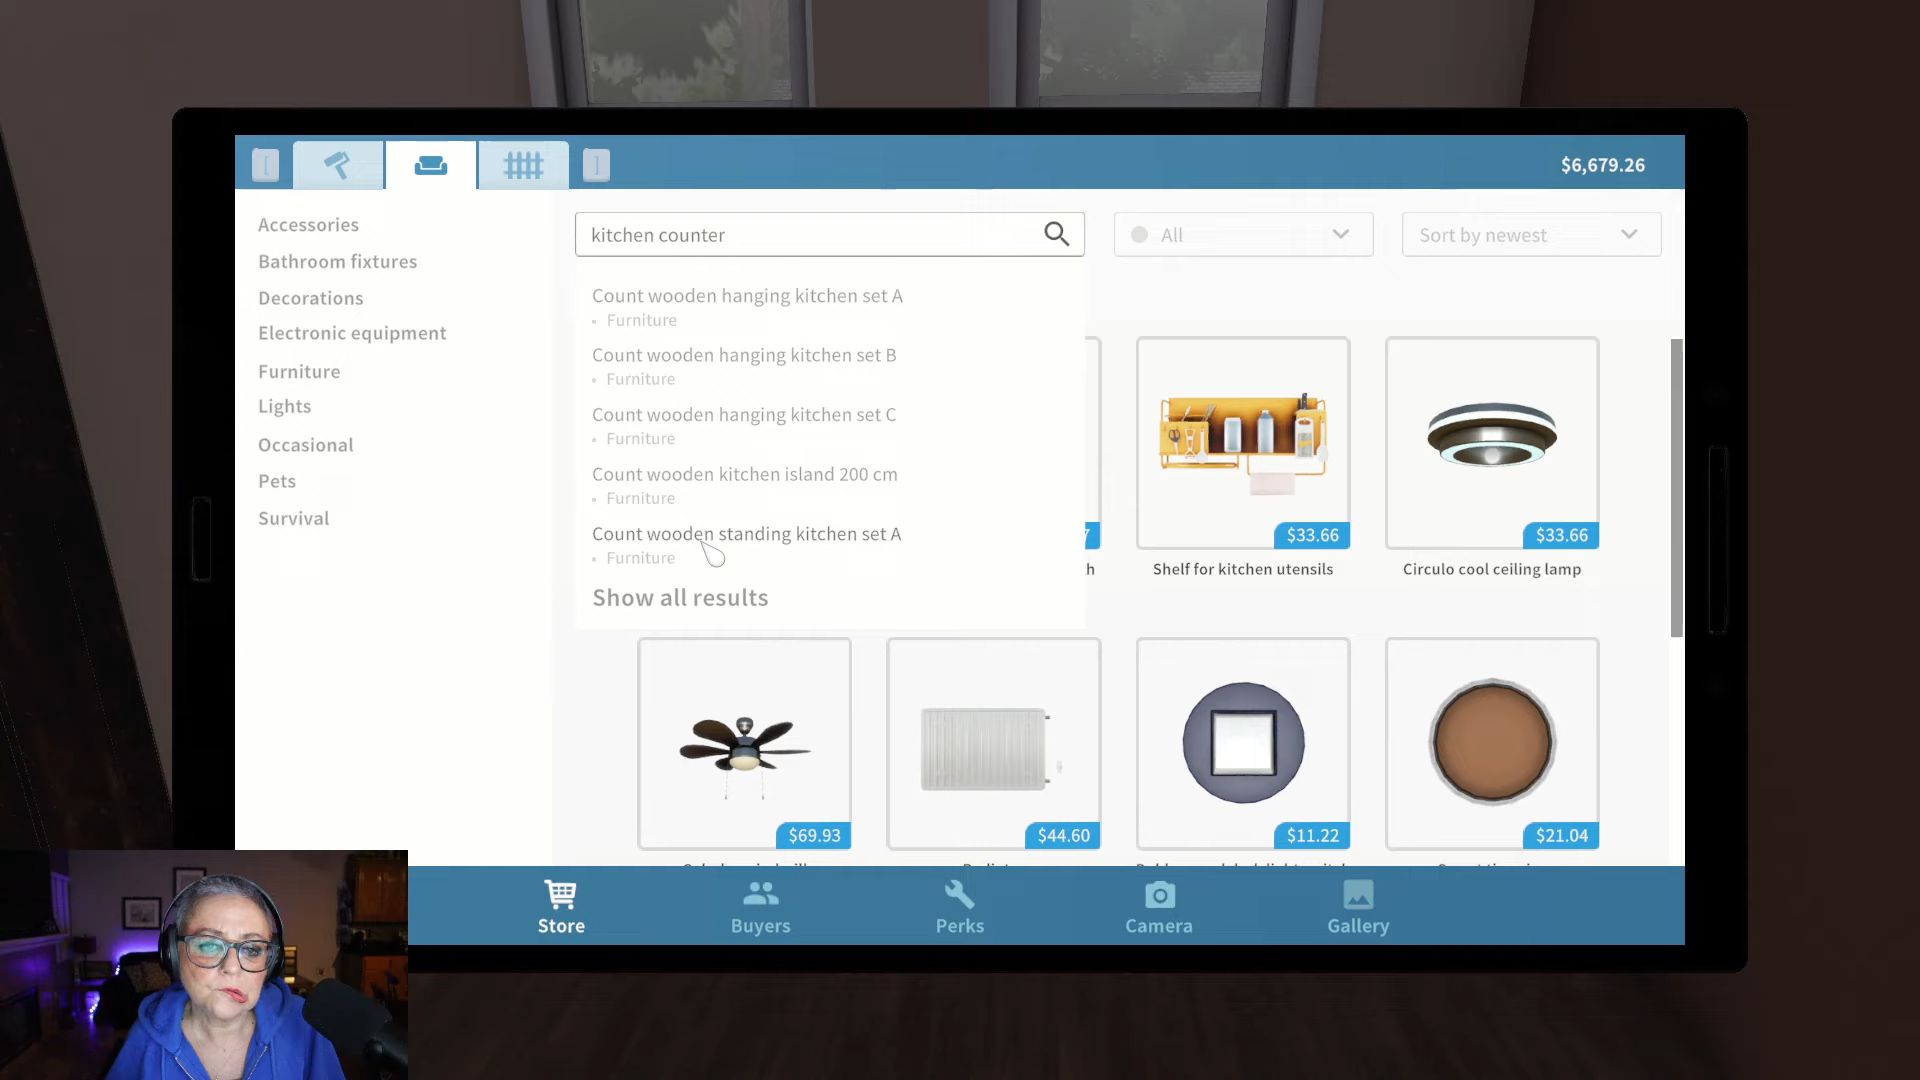 [
]
$6,679.26
Accessories
Bathroom fixtures
Decorations
Electronic equipment
Furniture
Lights
Occasional
Pets
Survival
kitchen counter
All
Sort by newest
Count wooden hanging kitchen set A
Furniture
Count wooden hanging kitchen set B
Furniture
Count wooden hanging kitchen set C
Furniture
Count wooden kitchen island 200 cm
Furniture
Count wooden standing kitchen set A
Furniture
Show all results
$33.66
$33.66
Shelf for kitchen utensils
Circulo cool ceiling lamp
$69.93
$44.60
$11.22
$21.04
Store
Buyers
Perks
Camera
Gallery